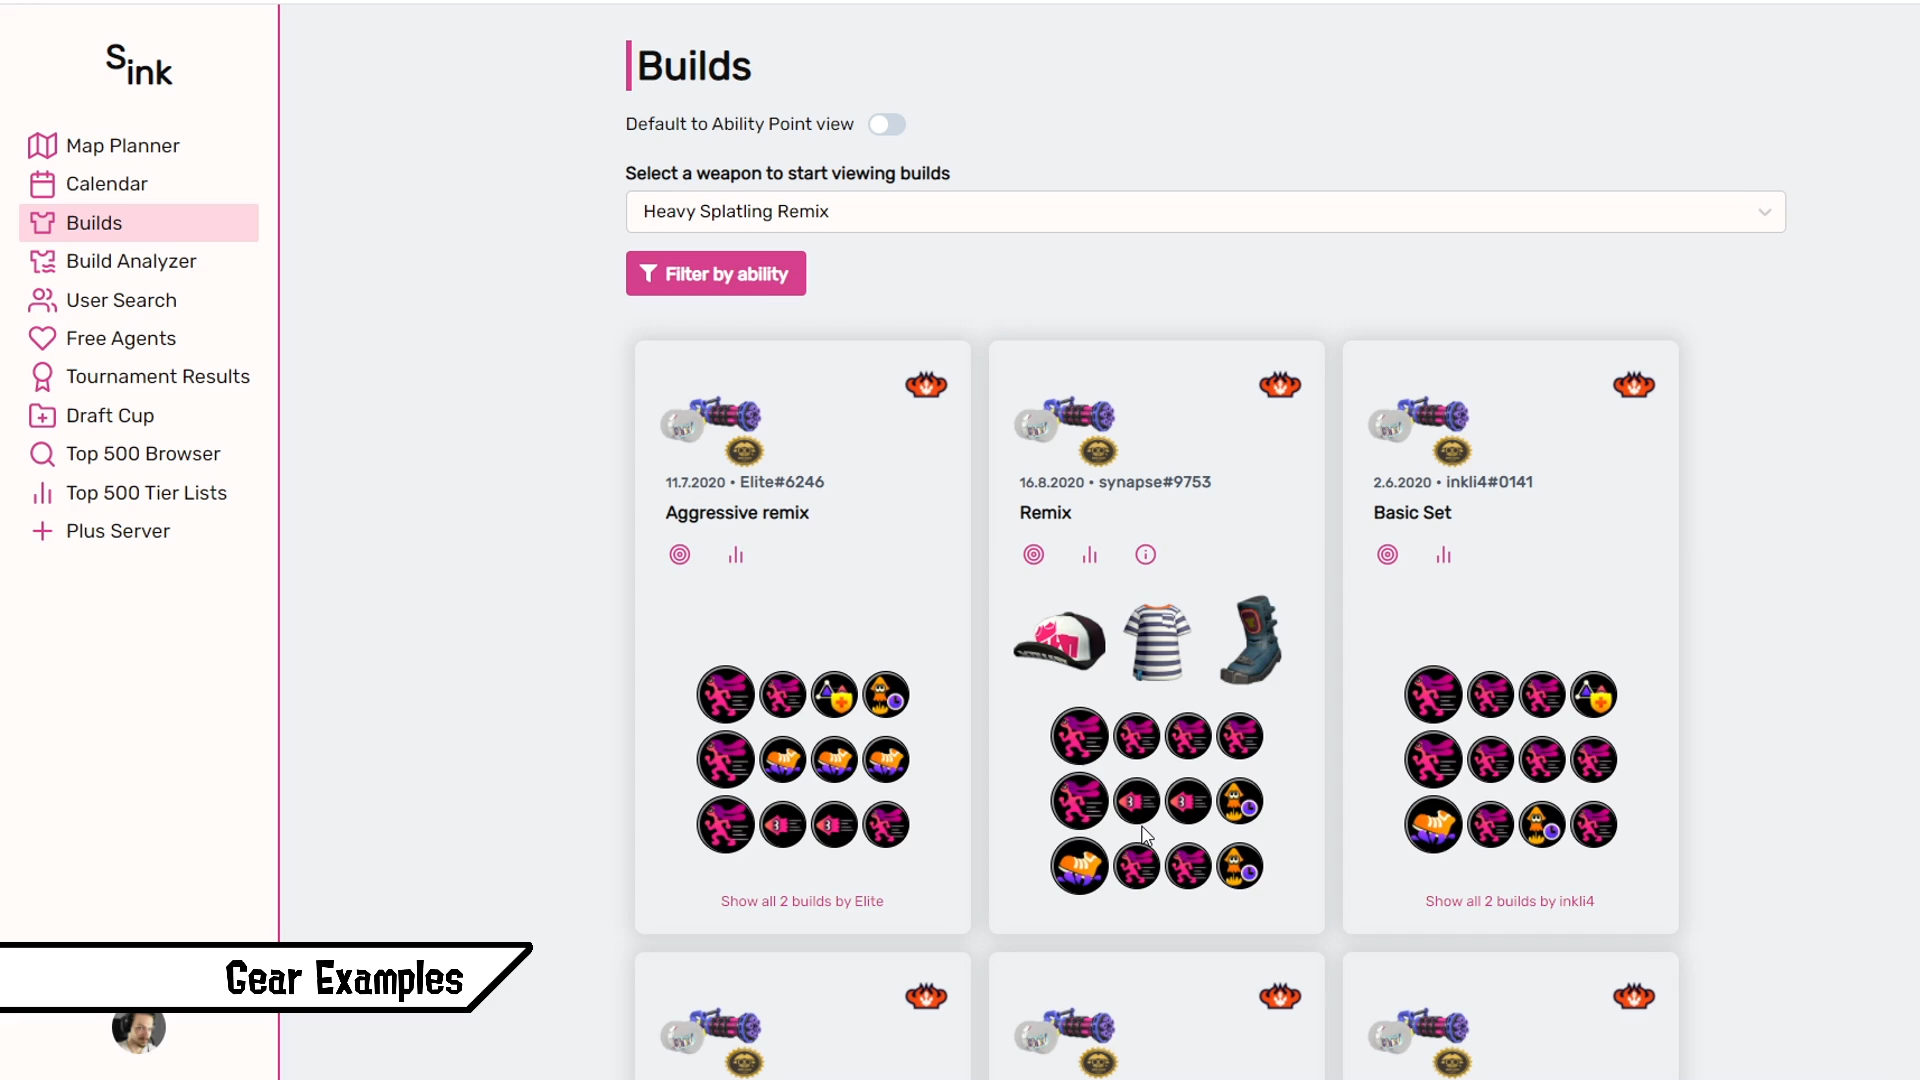 Sink
Map Planner
Calendar
Builds
Build Analyzer
User Search
Free Agents
Tournament Results
Draft Cup
Top 500 Browser
Top 500 Tier Lists
Plus Server
Builds
Default to Ability Point view
Select a weapon to start viewing builds
Heavy Splatling Remix
Filter by ability
11.7.2020 • Elite#6246
Aggressive remix
Show all 2 builds by Elite
16.8.2020 • synapse#9753
Remix
2.6.2020 • inkli4#0141
Basic Set
Show all 2 builds by inkli4
Gear Examples